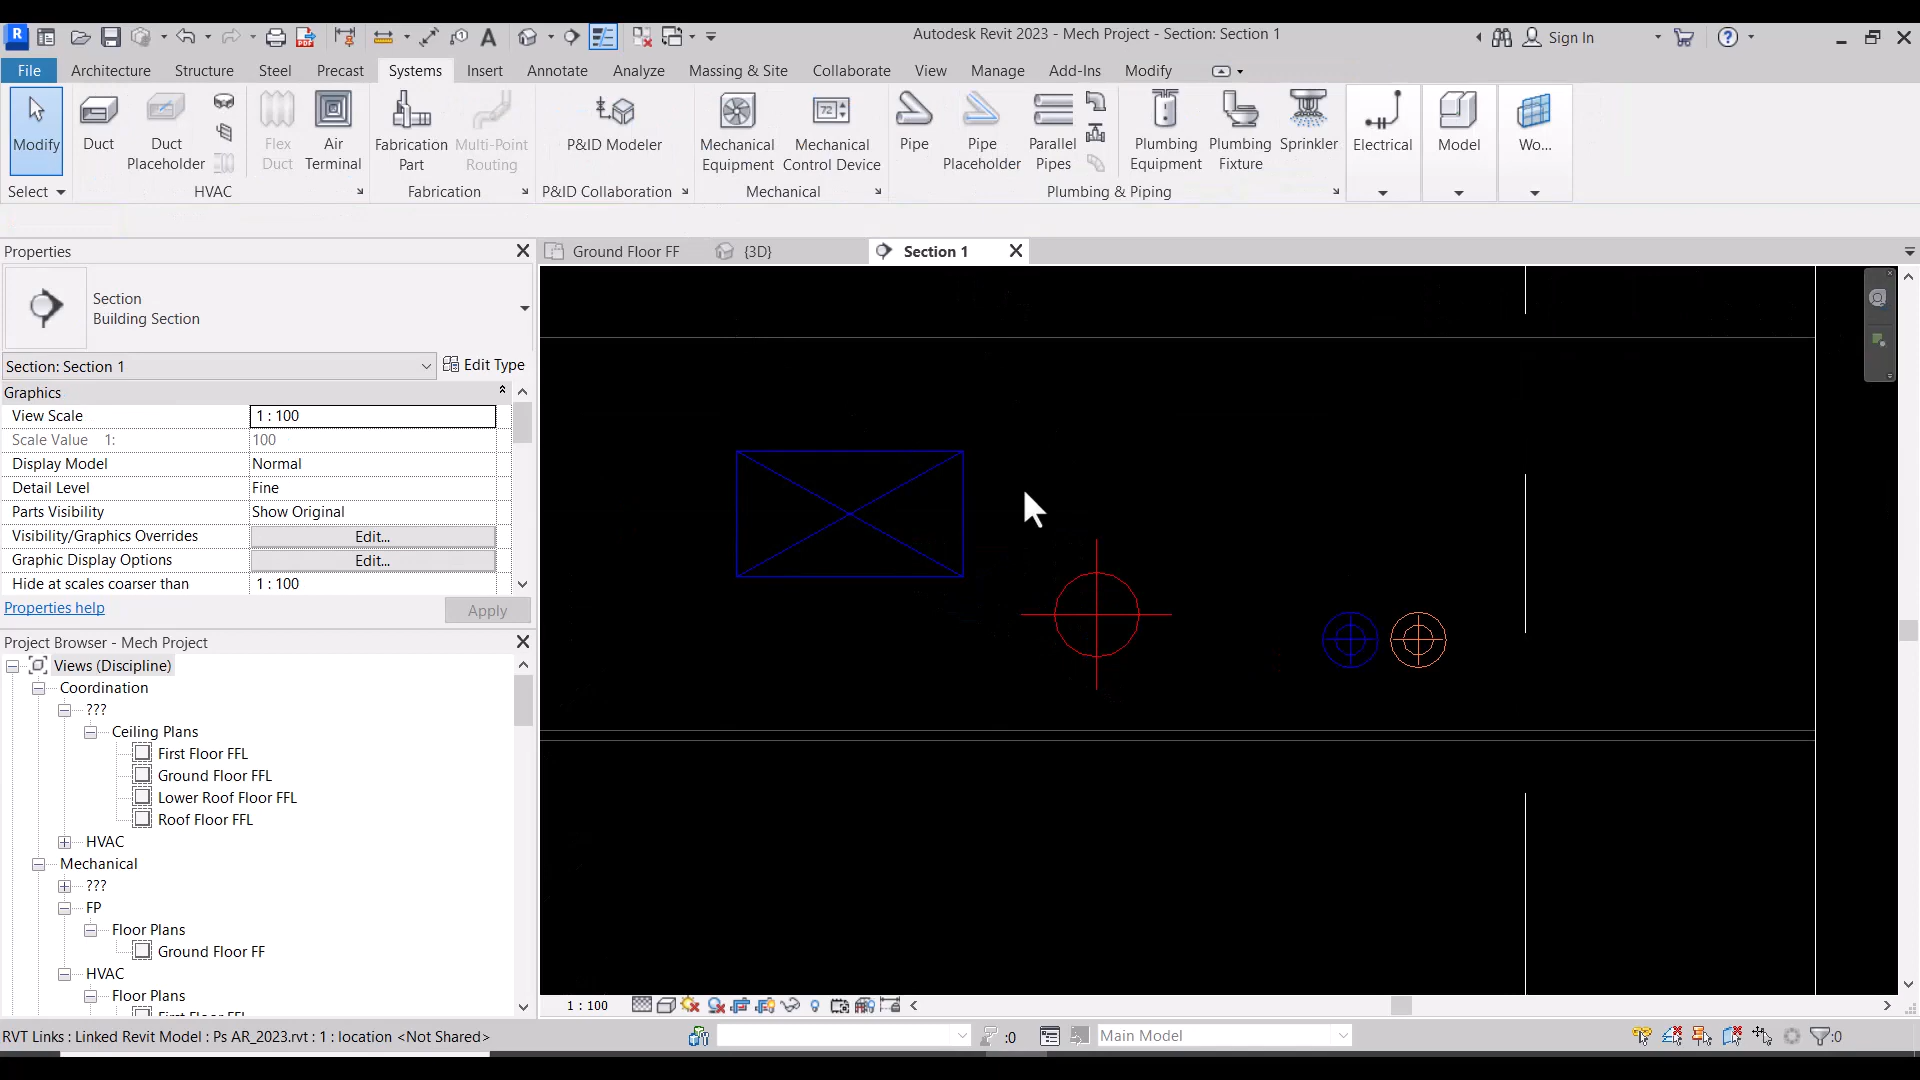 Autodesk Revit 2023 - Mech Project - Section: Section 1
Sign In
File Architecture Structure Steel Precast Systems Insert Annotate Analyze Massing & Site Collaborate View Manage Add-Ins Modify
Modify
Duct
Duct Placeholder
Flex Duct
Air Terminal
Fabrication Part
Multi-Point Routing
P&ID Modeler
Mechanical Equipment
72
Mechanical Control Device
Pipe
Pipe Placeholder
Parallel Pipes
Plumbing Equipment
Plumbing Fixture
Sprinkler
Electrical
Model
Wo...
Select HVAC Fabrication P&ID Collaboration Mechanical Plumbing & Piping
Properties
Ground Floor FF {3D} Section 1
Section
Building Section
Section: Section 1 Edit Type
Graphics
View Scale 1 : 100
Scale Value 1: 100
Display Model Normal
Detail Level Fine
Parts Visibility Show Original
Visibility/Graphics Overrides Edit...
Graphic Display Options Edit...
Hide at scales coarser than 1 : 100
Properties help Apply
Project Browser - Mech Project
Views (Discipline)
Coordination
???
Ceiling Plans
First Floor FFL
Ground Floor FFL
Lower Roof Floor FFL
Roof Floor FFL
HVAC
Mechanical
???
FP
Floor Plans
Ground Floor FF
HVAC
Floor Plans
1 : 100
RVT Links : Linked Revit Model : Ps AR_2023.rvt : 1 : location <Not Shared> :0 Main Model :0